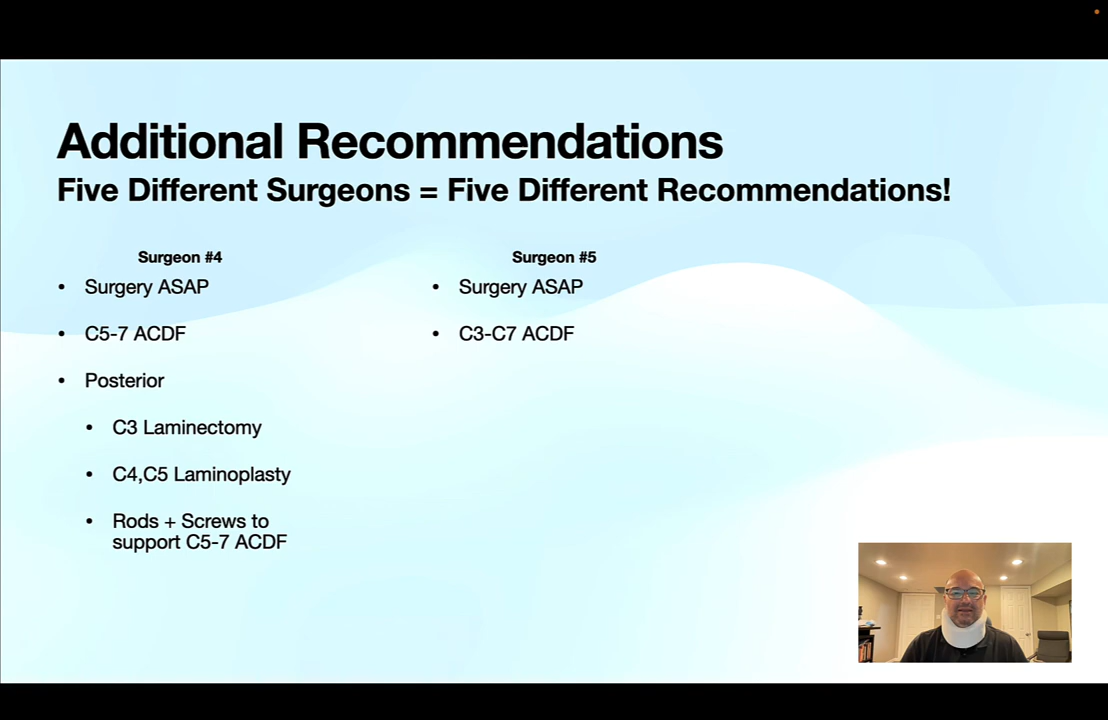 Additional Recommendations
Five Different Surgeons = Five Different Recommendations!
Surgeon #4
• Surgery ASAP
• C5-7 ACDF
• Posterior
• C3 Laminectomy
• C4,C5 Laminoplasty
• Rods + Screws to
support C5-7 ACDF
Surgeon #5
• Surgery ASAP
• C3-C7 ACDF